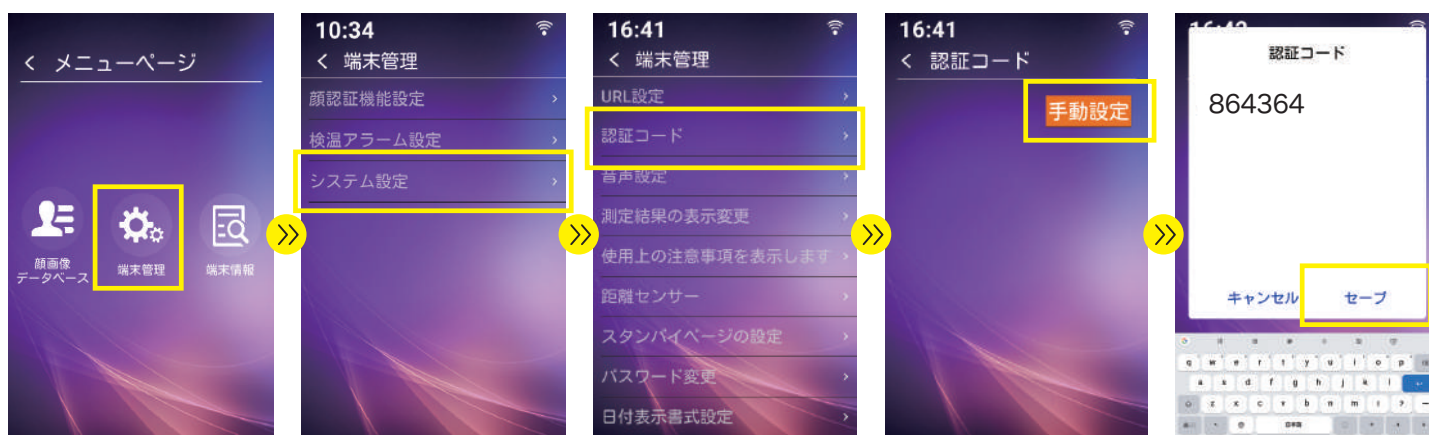 < メニューページ
顔画像
データベース
端末管理
端末情報
10:34
< 端末管理
顔認証機能設定 >
検温アラーム設定 >
システム設定 >
16:41
< 端末管理
URL設定 >
認証コード >
音声設定 >
測定結果の表示変更 >
使用上の注意事項を表示します >
距離センサー >
スタンバイページの設定 >
パスワード変更 >
日付表示書式設定 >
16:41
< 認証コード
手動設定
認証コード
864364
キャンセル セーブ
q w e r t y u i o p
a s d f g h j k l
z x c v b n m ! ?
@ 日本語